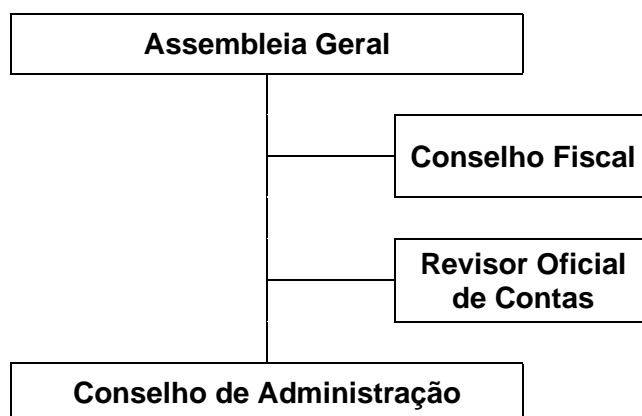 Assembleia Geral
Conselho Fiscal
Revisor Oficial
de Contas
Conselho de Administração